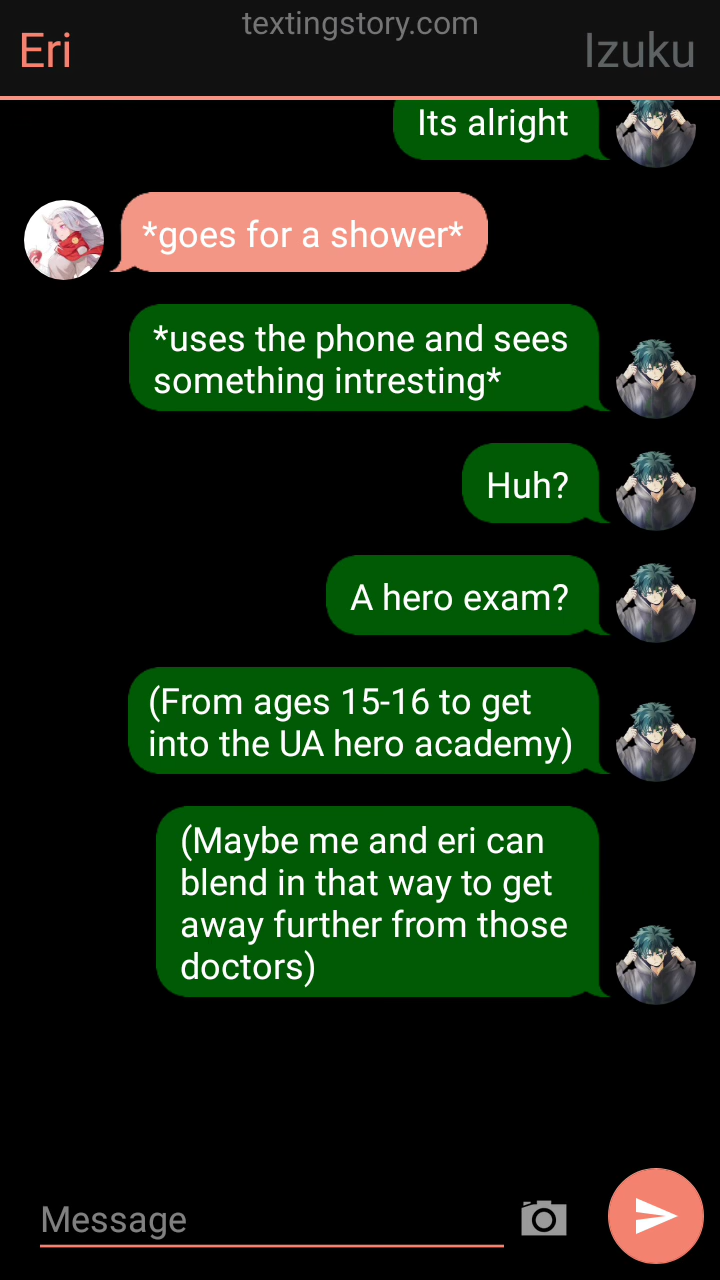 textingstory.com
Eri
Izuku
Its alright
*goes for a shower*
*uses the phone and sees
something intresting*
Huh?
A hero exam?
(From ages 15-16 to get
into the UA hero academy)
(Maybe me and eri can
blend in that way to get
away further from those
doctors)
Message